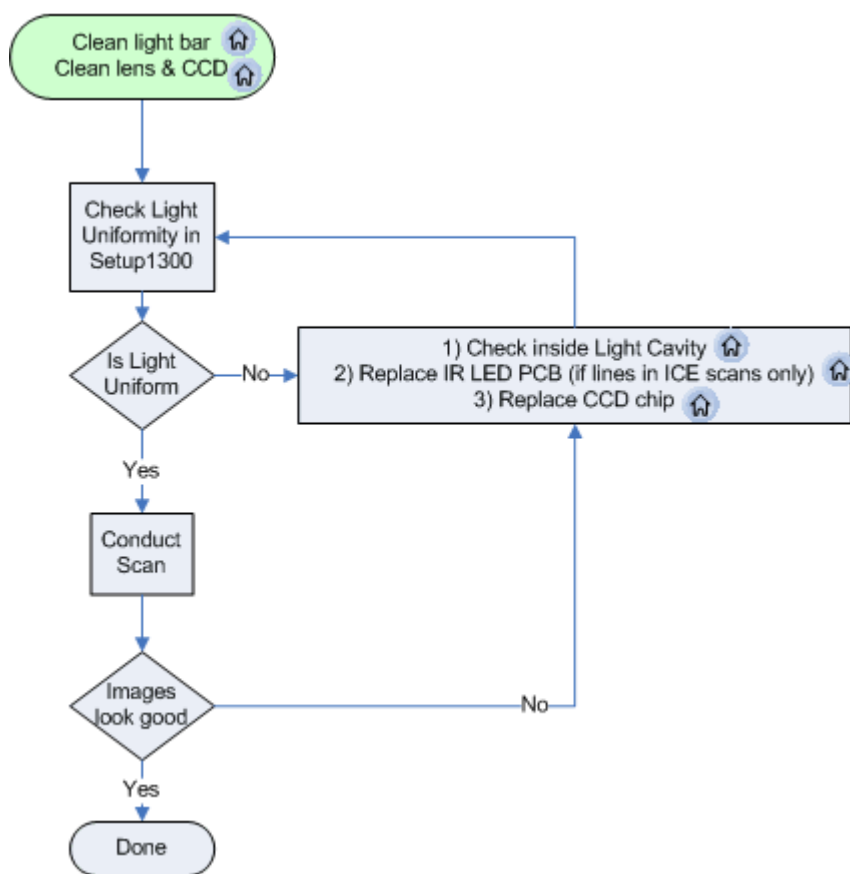 Clean light bar
Clean lens & CCD
Check Light
Uniformity in
Setup1300
Is Light
Uniform
No
1) Check inside Light Cavity
2) Replace IR LED PCB (if lines in ICE scans only)
3) Replace CCD chip
Yes
Conduct
Scan
Images
look good
No
Yes
Done